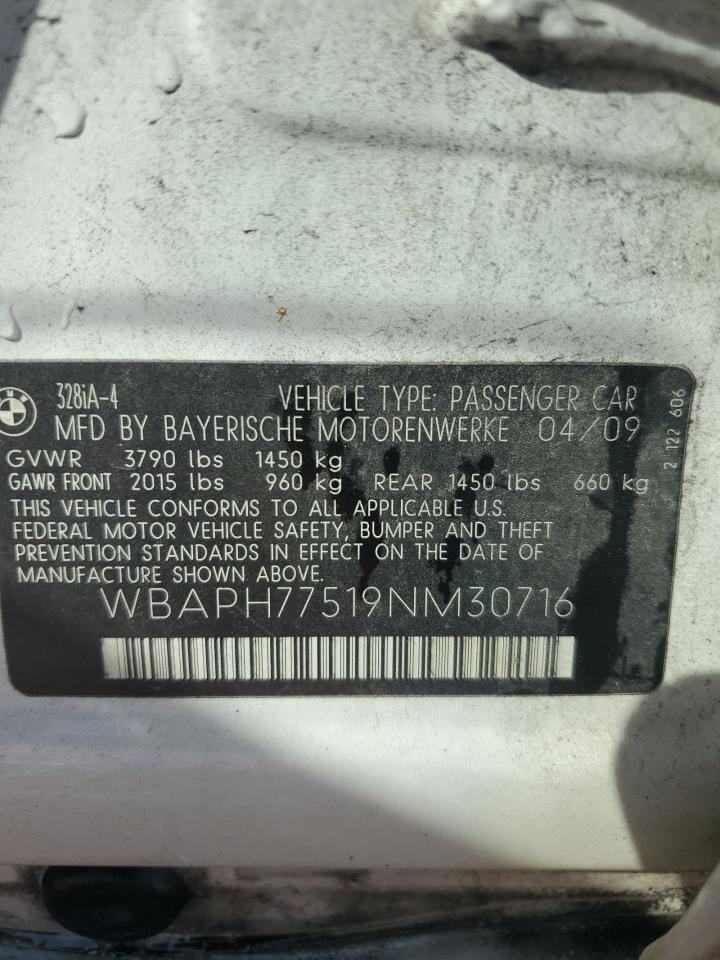 328iA-4 VEHICLE TYPE: PASSENGER CAR
MFD BY BAYERISCHE MOTORENWERKE 04/09
GVWR 3790 lbs 1450 kg
GAWR FRONT 2015 lbs 960 kg REAR 1450 lbs 660 kg
THIS VEHICLE CONFORMS TO ALL APPLICABLE U.S.
FEDERAL MOTOR VEHICLE SAFETY, BUMPER AND THEFT
PREVENTION STANDARDS IN EFFECT ON THE DATE OF
MANUFACTURE SHOWN ABOVE.
WBAPH77519NM30716
2 122 606